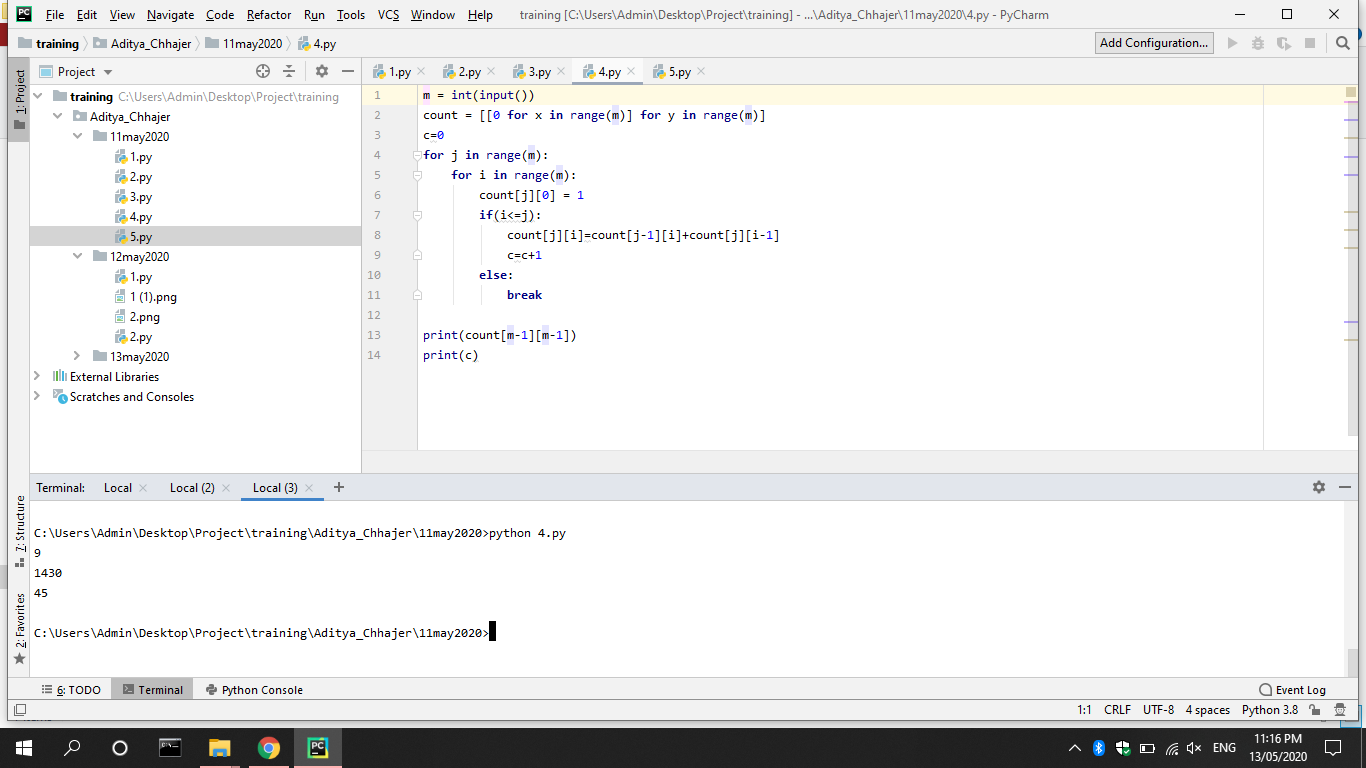 File Edit View Navigate Code Refactor Run Tools VCS Window Help training [C:\Users\Admin\Desktop\Project\training] - ...\Aditya_Chhajer\11may2020\4.py - PyCharm
training Aditya_Chhajer 11may2020 4.py Add Configuration...
Project 1.py 2.py 3.py 4.py 5.py
1: Project
training C:\Users\Admin\Desktop\Project\training
Aditya_Chhajer
11may2020
1.py
2.py
3.py
4.py
5.py
12may2020
1.py
1 (1).png
2.png
2.py
13may2020
External Libraries
Scratches and Consoles
1 m = int(input())
2 count = [[0 for x in range(m)] for y in range(m)]
3 c=0
4 for j in range(m):
5     for i in range(m):
6         count[j][0] = 1
7         if(i<=j):
8             count[j][i]=count[j-1][i]+count[j][i-1]
9             c=c+1
10         else:
11             break
12
13 print(count[m-1][m-1])
14 print(c)
Terminal: Local Local (2) Local (3) +
7: Structure
2: Favorites
C:\Users\Admin\Desktop\Project\training\Aditya_Chhajer\11may2020>python 4.py
9
1430
45
C:\Users\Admin\Desktop\Project\training\Aditya_Chhajer\11may2020>
6: TODO Terminal Python Console Event Log
1:1 CRLF UTF-8 4 spaces Python 3.8
ENG 11:16 PM
13/05/2020